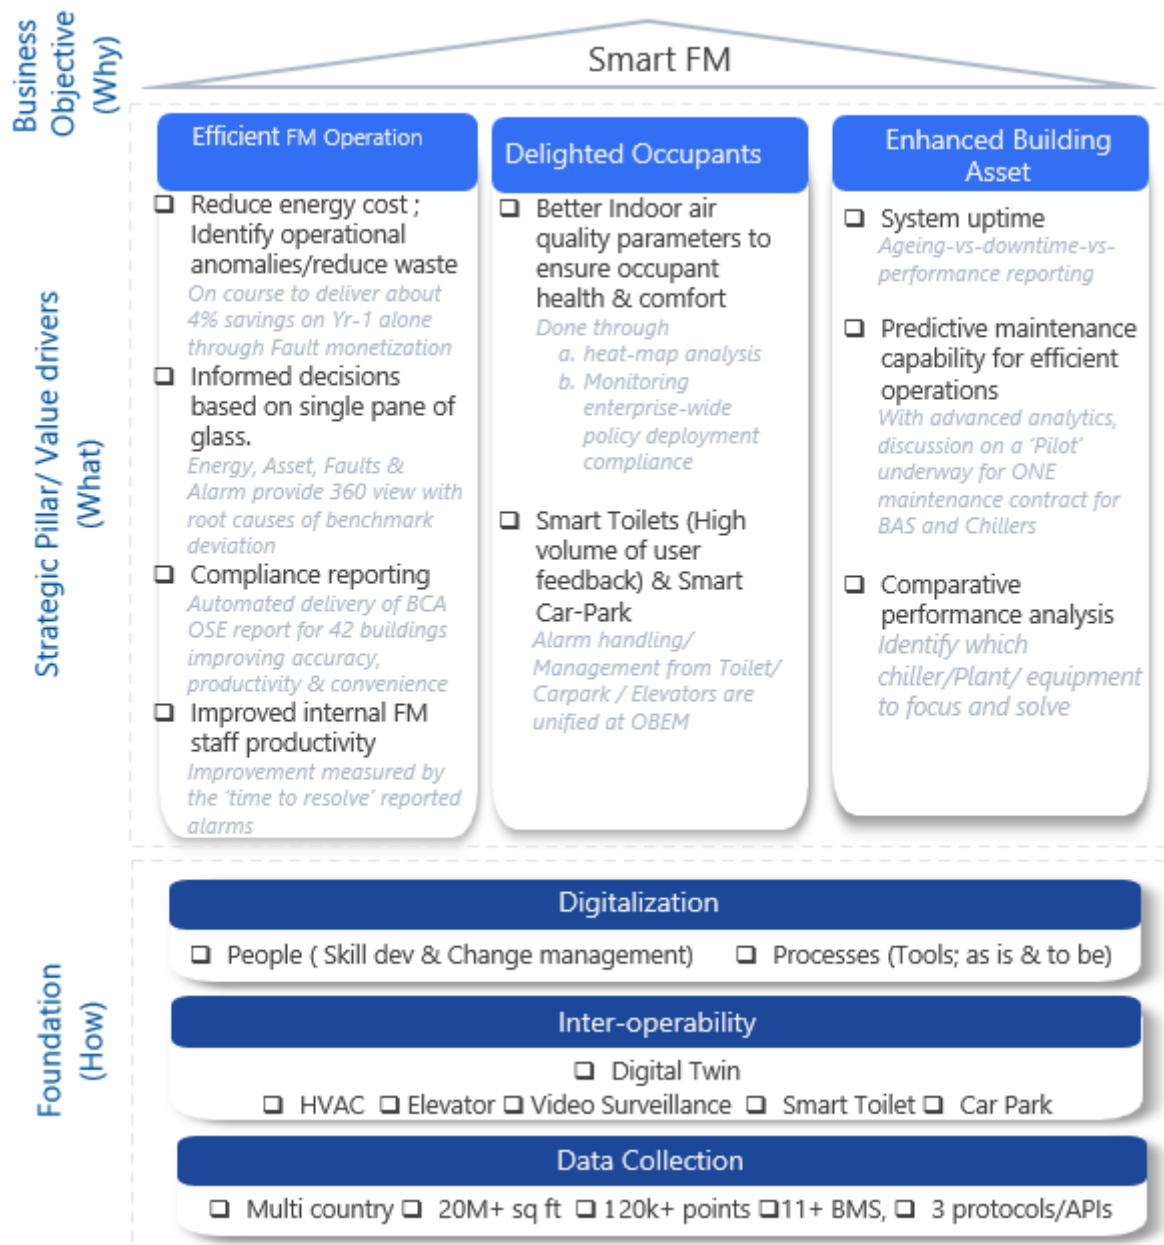 Business
Objective
(Why)
Smart FM
Strategic Pillar/ Value drivers
(What)
Efficient FM Operation
❑ Reduce energy cost ;
Identify operational
anomalies/reduce waste
On course to deliver about
4% savings on Yr-1 alone
through Fault monetization
❑ Informed decisions
based on single pane of
glass.
Energy, Asset, Faults &
Alarm provide 360 view with
root causes of benchmark
deviation
❑ Compliance reporting
Automated delivery of BCA
OSE report for 42 buildings
improving accuracy,
productivity & convenience
❑ Improved internal FM
staff productivity
Improvement measured by
the 'time to resolve' reported
alarms
Delighted Occupants
❑ Better Indoor air
quality parameters to
ensure occupant
health & comfort
Done through
a. heat-map analysis
b. Monitoring
enterprise-wide
policy deployment
compliance
❑ Smart Toilets (High
volume of user
feedback) & Smart
Car-Park
Alarm handling/
Management from Toilet/
Carpark / Elevators are
unified at OBEM
Enhanced Building
Asset
❑ System uptime
Ageing-vs-downtime-vs-
performance reporting
❑ Predictive maintenance
capability for efficient
operations
With advanced analytics,
discussion on a 'Pilot'
underway for ONE
maintenance contract for
BAS and Chillers
❑ Comparative
performance analysis
Identify which
chiller/Plant/ equipment
to focus and solve
Foundation
(How)
Digitalization
❑ People ( Skill dev & Change management) ❑ Processes (Tools; as is & to be)
Inter-operability
❑ Digital Twin
❑ HVAC ❑ Elevator ❑ Video Surveillance ❑ Smart Toilet ❑ Car Park
Data Collection
❑ Multi country ❑ 20M+ sq ft ❑ 120k+ points ❑ 11+ BMS, ❑ 3 protocols/APIs